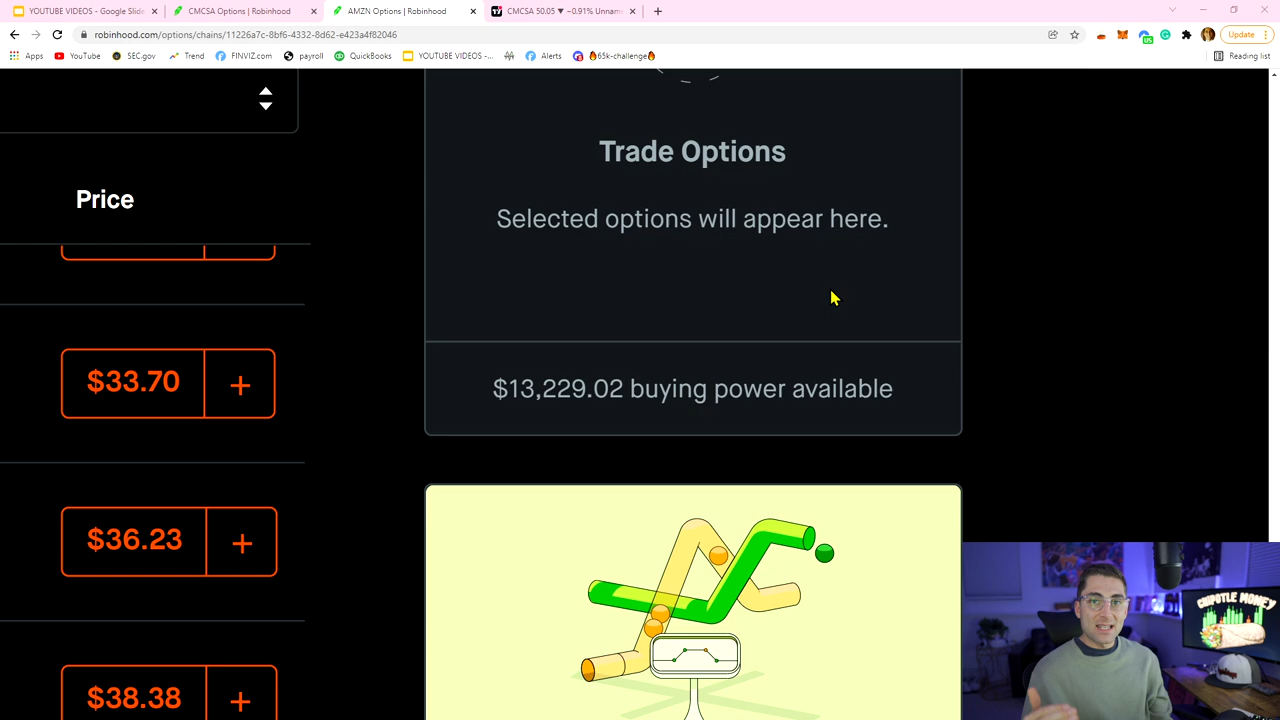 YOUTUBE VIDEOS - Google Slide
CMCSA Options | Robinhood
AMZN Options | Robinhood
CMCSA 50.05 ▼ −0.91% Unnam
robinhood.com/options/chains/11226a7c-8bf6-4332-8d62-e423a4f82046
Update
Apps
YouTube
SEC.gov
Trend
FINVIZ.com
payroll
QuickBooks
YOUTUBE VIDEOS -...
Alerts
🔥65k-challenge🔥
Reading list
Trade Options
Price
Selected options will appear here.
$33.70 +
$13,229.02 buying power available
$36.23 +
CHIPOTLE MONEY
$38.38 +